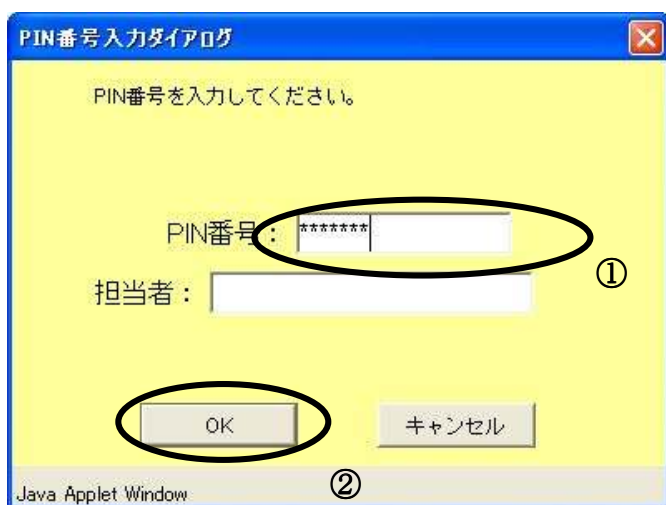 PIN番号入力ダイアログ
PIN番号を入力してください。
PIN番号： *******
①
担当者：
OK
キャンセル
②
Java Applet Window